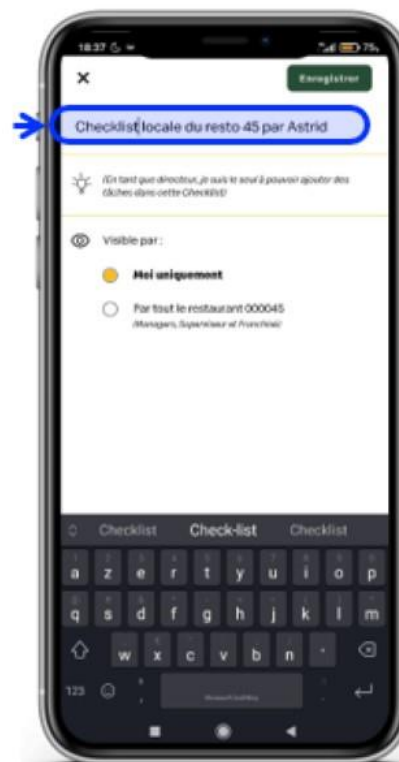 18:37
75
Enregistrer
Checklist locale du resto 45 par Astrid
(En tant que directeur, je suis le seul à pouvoir ajouter des
tâches dans cette Checklist)
Visible par :
Moi uniquement
Par tout le restaurant 000045
(Managers, Superviseur et Franchisé)
Checklist Check-list Checklist
a z e r t y u i o p
q s d f g h j k l m
w x c v b n
123